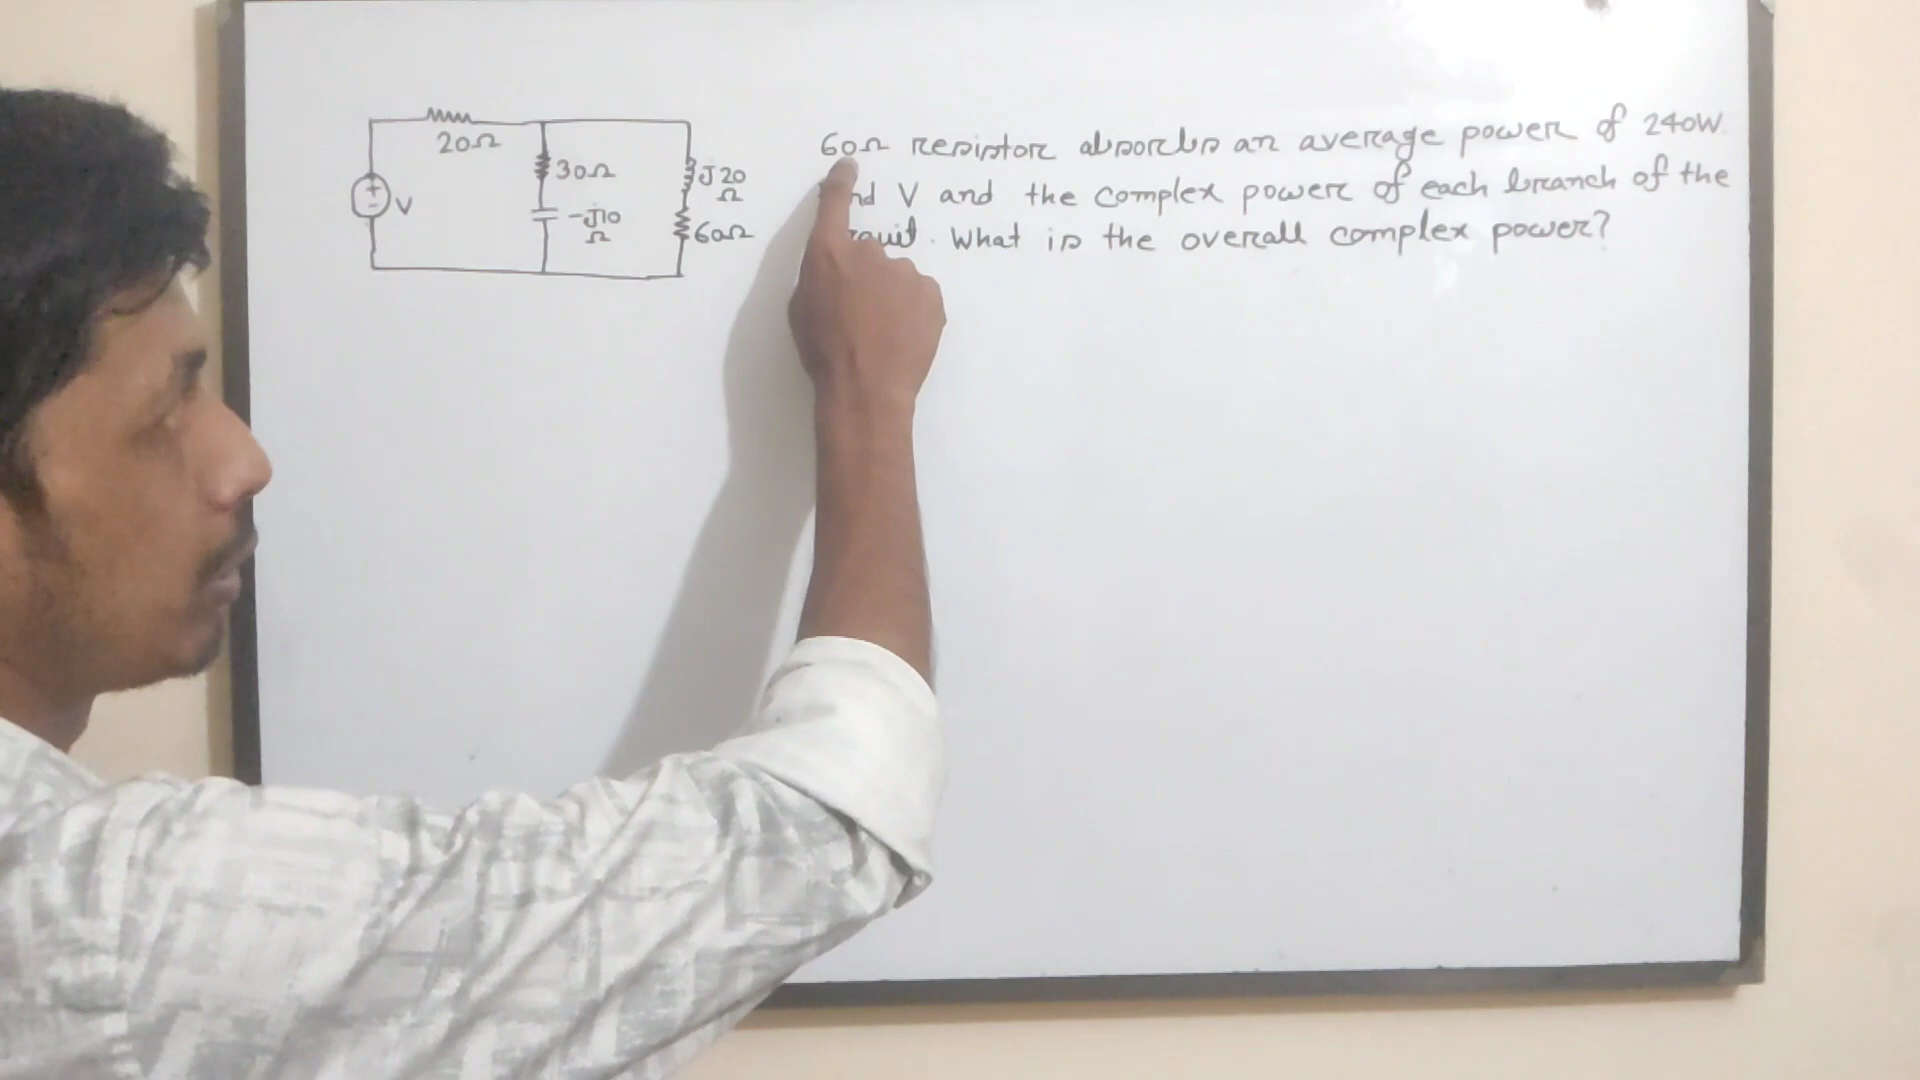 20Ω
30Ω
-J10
Ω
J20
Ω
60Ω
V
+
-
60Ω resistor absorbs an average power of 240W.
V and the complex power of each branch of the
What is the overall complex power?